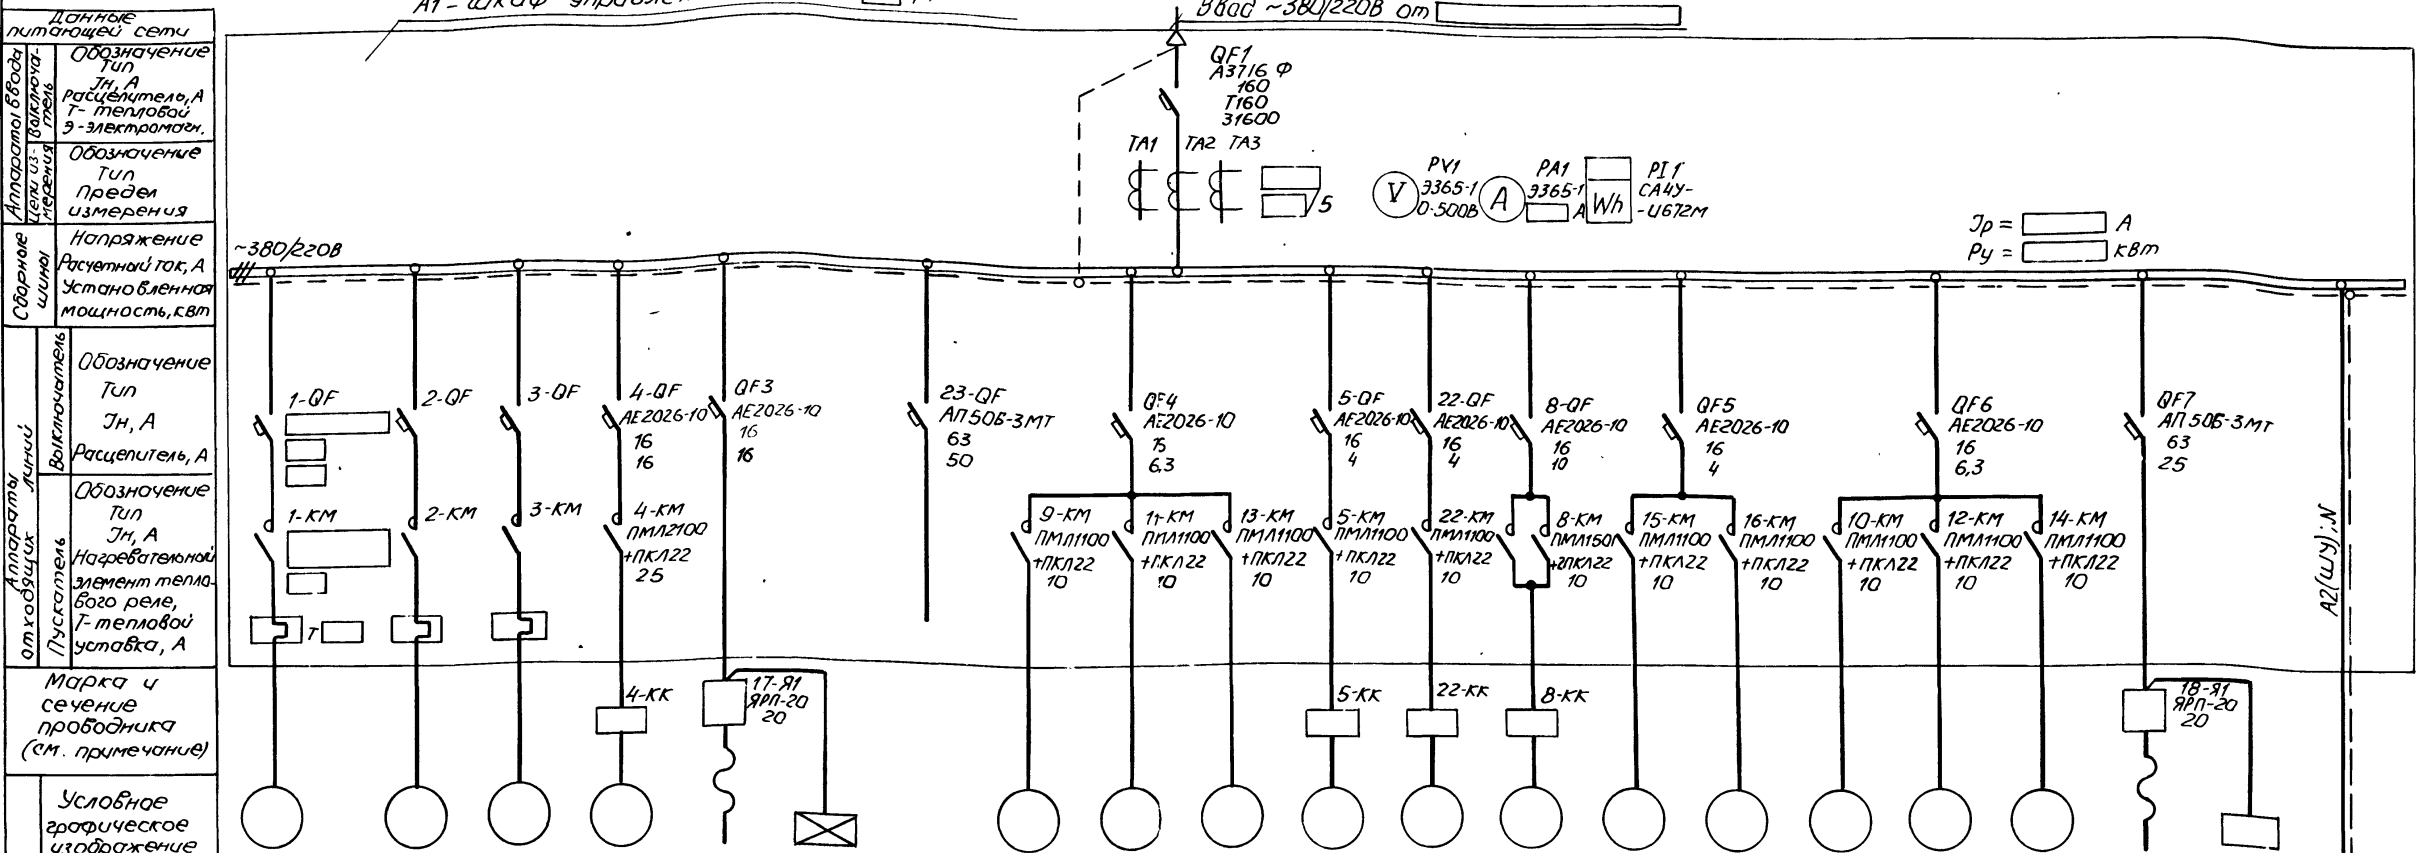 А1 - шкаф
Ввод ~380/220В от
Данные
питающей сети
Аппараты ввода
Выключа-
тель
Обозначение
Тип
Iн, А
Расцепитель, А
Т- тепловой
Э-электромагн.
Цепи из-
мерения
Обозначение
Тип
Предел
измерения
Сборные
шины
Напряжение
Расчетный ток, А
Установленная
мощность, кВт
Аппараты
отходящих линий
Выключатель
Обозначение
Тип
Iн, А
Расцепитель, А
Пускатель
Обозначение
Тип
Iн, А
Нагревательный
элемент тепло-
вого реле,
Т- тепловой
уставка, А
Марка и
сечение
проводника
(см. примечание)
Условное
графическое
изображение
QF1
А3716 Ф
160
Т160
Э1600
ТА1
ТА2
ТА3
5
V
PV1
Э365-1
0-500В
A
PA1
Э365-1
А
Wh
PI1
СА4У-
-И672М
Iр = А
Ру = кВт
~380/220В
1-QF
2-QF
3-QF
4-QF
АЕ2026-10
16
16
QF3
АЕ2026-10
16
16
23-QF
АП50Б-3МТ
63
50
QF4
АЕ2026-10
16
6,3
5-QF
АЕ2026-10
16
4
22-QF
АЕ2026-10
16
4
8-QF
АЕ2026-10
16
10
QF5
АЕ2026-10
16
4
QF6
АЕ2026-10
16
6,3
QF7
АП50Б-3МТ
63
25
1-КМ
2-КМ
3-КМ
4-КМ
ПМЛ2100
+ПКЛ22
25
9-КМ
ПМЛ1100
+ПКЛ22
10
11-КМ
ПМЛ1100
+ПКЛ22
10
13-КМ
ПМЛ1100
+ПКЛ22
10
5-КМ
ПМЛ1100
+ПКЛ22
10
22-КМ
ПМЛ1100
+ПКЛ22
10
8-КМ
ПМЛ1501
+2ПКЛ22
10
15-КМ
ПМЛ1100
+ПКЛ22
10
16-КМ
ПМЛ1100
+ПКЛ22
10
10-КМ
ПМЛ1100
+ПКЛ22
10
12-КМ
ПМЛ1100
+ПКЛ22
10
14-КМ
ПМЛ1100
+ПКЛ22
10
А2(ШУ); N
Т
4-КК
17-Я1
ЯРП-20
20
5-КК
22-КК
8-КК
18-Я1
ЯРП-20
20